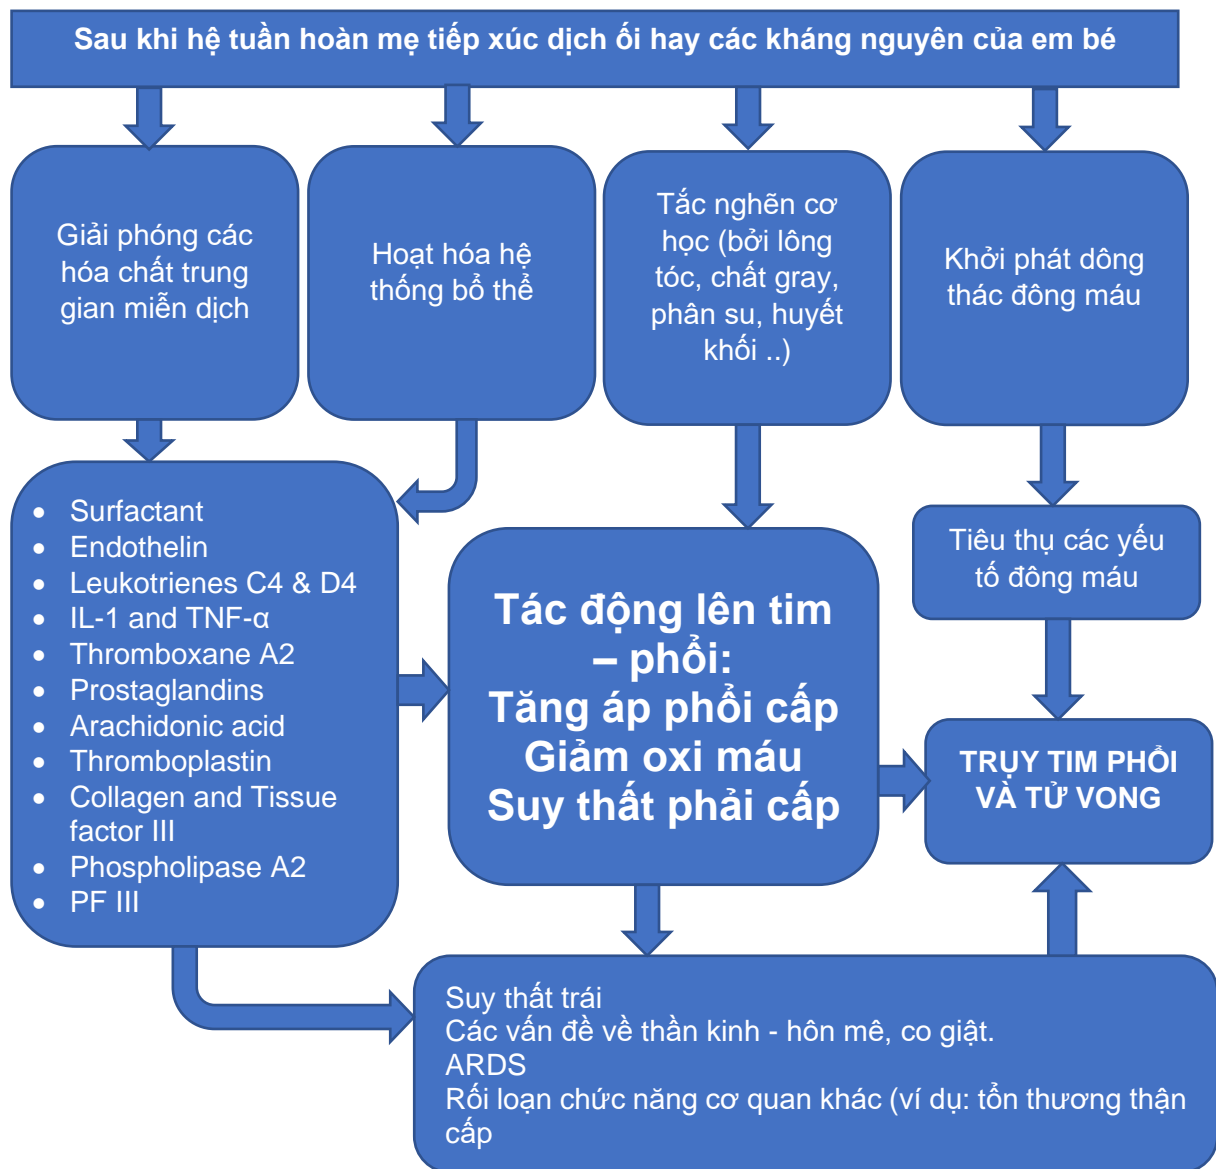 Sau khi hệ tuần hoàn mẹ tiếp xúc dịch ối hay các kháng nguyên của em bé
Giải phóng các
hóa chất trung
gian miễn dịch
Hoạt hóa hệ
thống bổ thể
Tắc nghẽn cơ
học (bởi lông
tóc, chất gray,
phân su, huyết
khối ..)
Khởi phát dông
thác đông máu
• Surfactant
• Endothelin
• Leukotrienes C4 & D4
• IL-1 and TNF-α
• Thromboxane A2
• Prostaglandins
• Arachidonic acid
• Thromboplastin
• Collagen and Tissue
factor III
• Phospholipase A2
• PF III
Tác động lên tim
– phổi:
Tăng áp phổi cấp
Giảm oxi máu
Suy thất phải cấp
Tiêu thụ các yếu
tố đông máu
TRỤY TIM PHỔI
VÀ TỬ VONG
Suy thất trái
Các vấn đề về thần kinh - hôn mê, co giật.
ARDS
Rối loạn chức năng cơ quan khác (ví dụ: tổn thương thận
cấp